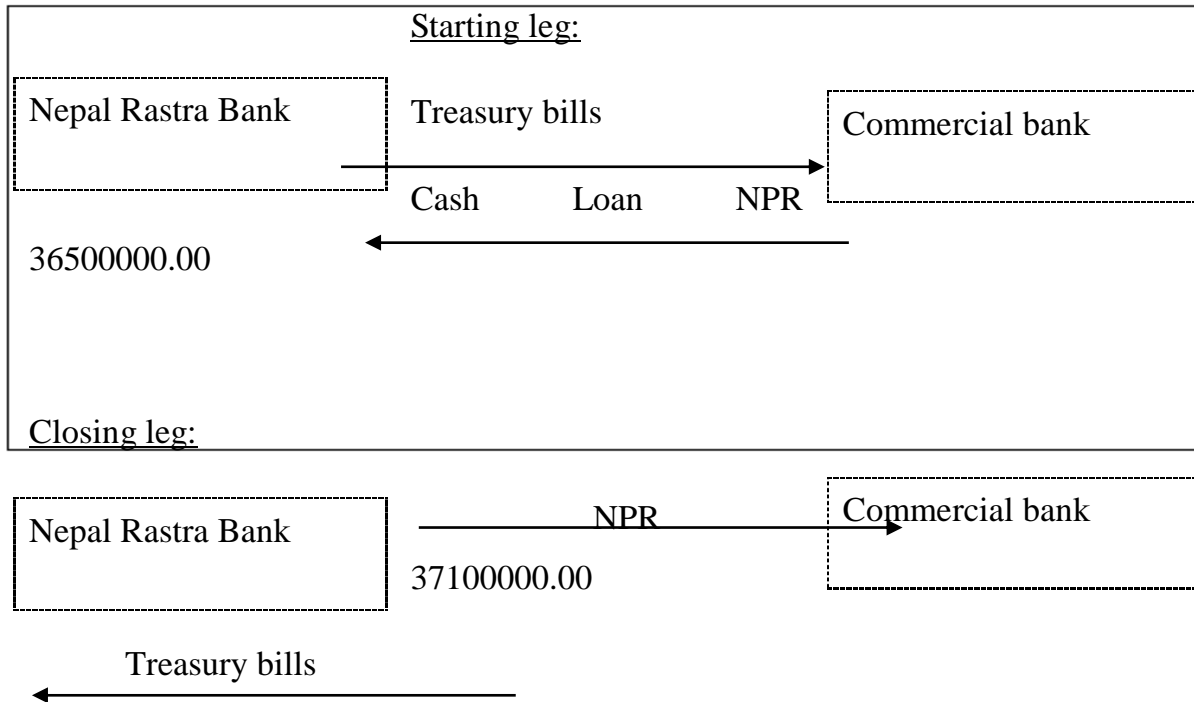 Starting leg:
Nepal Rastra Bank
Treasury bills
Commercial bank
Cash Loan NPR
36500000.00
Closing leg:
Nepal Rastra Bank
NPR
Commercial bank
37100000.00
Treasury bills